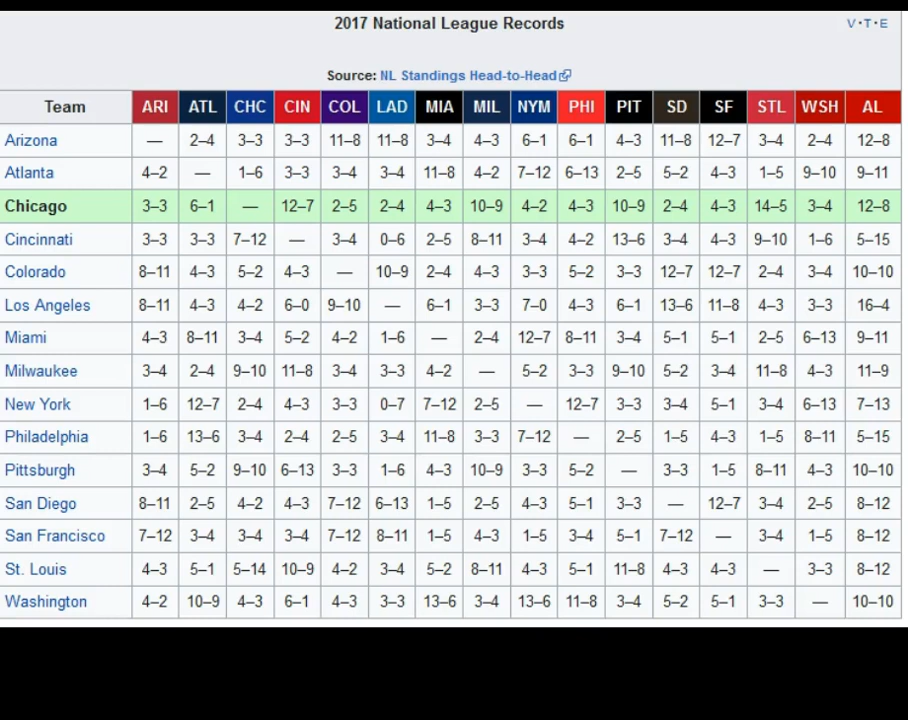 2017 National League Records
V·T·E
Source: NL Standings Head-to-Head
Team ARI ATL CHC CIN COL LAD MIA MIL NYM PHI PIT SD SF STL WSH AL
Arizona — 2–4 3–3 3–3 11–8 11–8 3–4 4–3 6–1 6–1 4–3 11–8 12–7 3–4 2–4 12–8
Atlanta 4–2 — 1–6 3–3 3–4 3–4 11–8 4–2 7–12 6–13 2–5 5–2 4–3 1–5 9–10 9–11
Chicago 3–3 6–1 — 12–7 2–5 2–4 4–3 10–9 4–2 4–3 10–9 2–4 4–3 14–5 3–4 12–8
Cincinnati 3–3 3–3 7–12 — 3–4 0–6 2–5 8–11 3–4 4–2 13–6 3–4 4–3 9–10 1–6 5–15
Colorado 8–11 4–3 5–2 4–3 — 10–9 2–4 4–3 3–3 5–2 3–3 12–7 12–7 2–4 3–4 10–10
Los Angeles 8–11 4–3 4–2 6–0 9–10 — 6–1 3–3 7–0 4–3 6–1 13–6 11–8 4–3 3–3 16–4
Miami 4–3 8–11 3–4 5–2 4–2 1–6 — 2–4 12–7 8–11 3–4 5–1 5–1 2–5 6–13 9–11
Milwaukee 3–4 2–4 9–10 11–8 3–4 3–3 4–2 — 5–2 3–3 9–10 5–2 3–4 11–8 4–3 11–9
New York 1–6 12–7 2–4 4–3 3–3 0–7 7–12 2–5 — 12–7 3–3 3–4 5–1 3–4 6–13 7–13
Philadelphia 1–6 13–6 3–4 2–4 2–5 3–4 11–8 3–3 7–12 — 2–5 1–5 4–3 1–5 8–11 5–15
Pittsburgh 3–4 5–2 9–10 6–13 3–3 1–6 4–3 10–9 3–3 5–2 — 3–3 1–5 8–11 4–3 10–10
San Diego 8–11 2–5 4–2 4–3 7–12 6–13 1–5 2–5 4–3 5–1 3–3 — 12–7 3–4 2–5 8–12
San Francisco 7–12 3–4 3–4 3–4 7–12 8–11 1–5 4–3 1–5 3–4 5–1 7–12 — 3–4 1–5 8–12
St. Louis 4–3 5–1 5–14 10–9 4–2 3–4 5–2 8–11 4–3 5–1 11–8 4–3 4–3 — 3–3 8–12
Washington 4–2 10–9 4–3 6–1 4–3 3–3 13–6 3–4 13–6 11–8 3–4 5–2 5–1 3–3 — 10–10